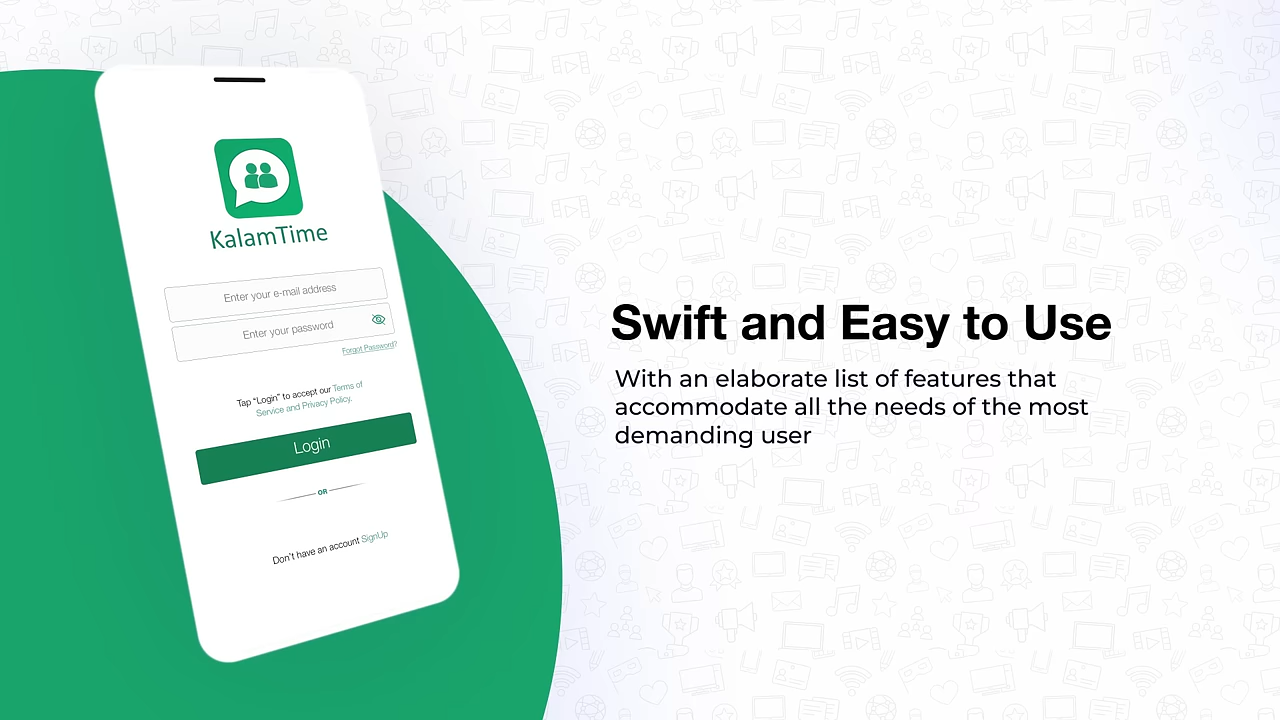 KalamTime
Enter your e-mail address
Enter your password
Forgot Password?
Tap “Login” to accept our Terms of
Service and Privacy Policy.
Login
OR
Don’t have an account SignUp
Swift and Easy to Use
With an elaborate list of features that
accommodate all the needs of the most
demanding user